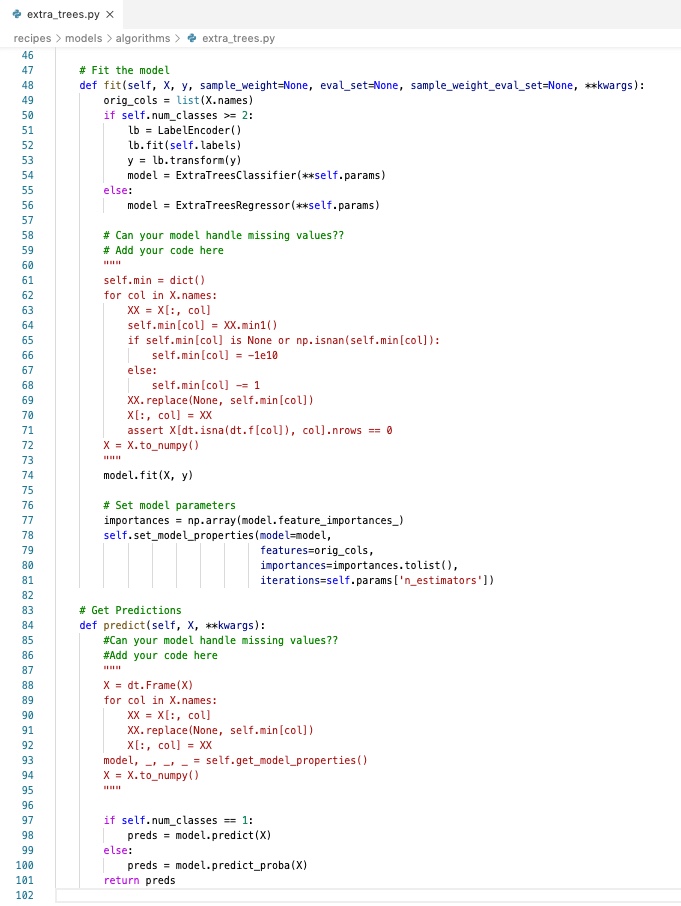 extra_trees.py ×
recipes > models > algorithms > extra_trees.py
46
47 # Fit the model
48 def fit(self, X, y, sample_weight=None, eval_set=None, sample_weight_eval_set=None, **kwargs):
49 orig_cols = list(X.names)
50 if self.num_classes >= 2:
51 lb = LabelEncoder()
52 lb.fit(self.labels)
53 y = lb.transform(y)
54 model = ExtraTreesClassifier(**self.params)
55 else:
56 model = ExtraTreesRegressor(**self.params)
57
58 # Can your model handle missing values??
59 # Add your code here
60 """
61 self.min = dict()
62 for col in X.names:
63 XX = X[:, col]
64 self.min[col] = XX.min1()
65 if self.min[col] is None or np.isnan(self.min[col]):
66 self.min[col] = -1e10
67 else:
68 self.min[col] -= 1
69 XX.replace(None, self.min[col])
70 X[:, col] = XX
71 assert X[dt.isna(dt.f[col]), col].nrows == 0
72 X = X.to_numpy()
73 """
74 model.fit(X, y)
75
76 # Set model parameters
77 importances = np.array(model.feature_importances_)
78 self.set_model_properties(model=model,
79 features=orig_cols,
80 importances=importances.tolist(),
81 iterations=self.params['n_estimators'])
82
83 # Get Predictions
84 def predict(self, X, **kwargs):
85 #Can your model handle missing values??
86 #Add your code here
87 """
88 X = dt.Frame(X)
89 for col in X.names:
90 XX = X[:, col]
91 XX.replace(None, self.min[col])
92 X[:, col] = XX
93 model, _, _, _ = self.get_model_properties()
94 X = X.to_numpy()
95 """
96
97 if self.num_classes == 1:
98 preds = model.predict(X)
99 else:
100 preds = model.predict_proba(X)
101 return preds
102